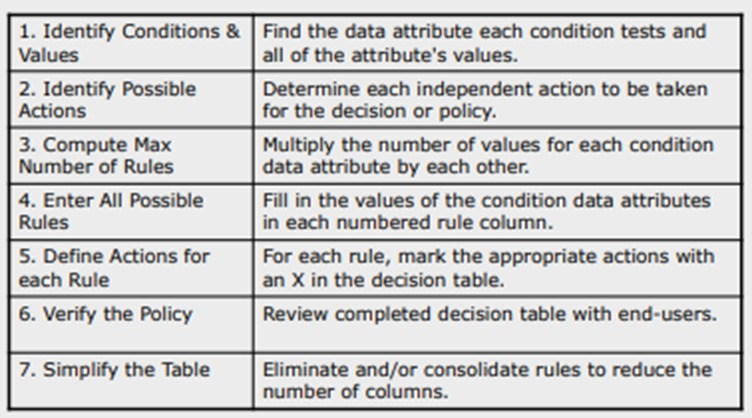 1. Identify Conditions &
Values
Find the data attribute each condition tests and
all of the attribute's values.
2. Identify Possible
Actions
Determine each independent action to be taken
for the decision or policy.
3. Compute Max
Number of Rules
Multiply the number of values for each condition
data attribute by each other.
4. Enter All Possible
Rules
Fill in the values of the condition data attributes
in each numbered rule column.
5. Define Actions for
each Rule
For each rule, mark the appropriate actions with
an X in the decision table.
6. Verify the Policy
Review completed decision table with end-users.
7. Simplify the Table
Eliminate and/or consolidate rules to reduce the
number of columns.